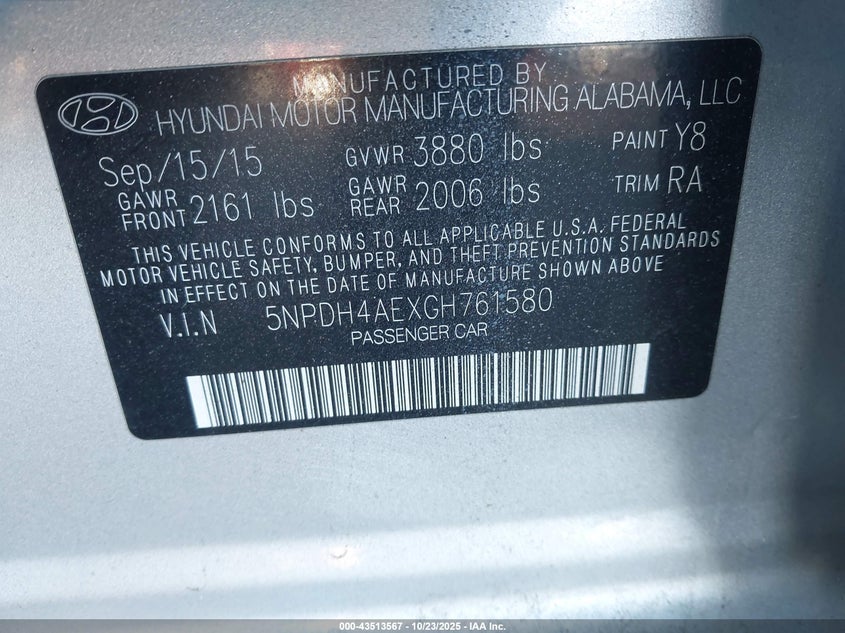 MANUFACTURED BY
HYUNDAI MOTOR MANUFACTURING ALABAMA, LLC
Sep/15/15 GVWR 3880 lbs PAINT Y8
GAWR FRONT 2161 lbs GAWR REAR 2006 lbs TRIM RA
THIS VEHICLE CONFORMS TO ALL APPLICABLE U.S.A. FEDERAL
MOTOR VEHICLE SAFETY, BUMPER, AND THEFT PREVENTION STANDARDS
IN EFFECT ON THE DATE OF MANUFACTURE SHOWN ABOVE
V.I.N 5NPDH4AEXGH761580
PASSENGER CAR
000-43513567 - 10/23/2025 - IAA Inc.